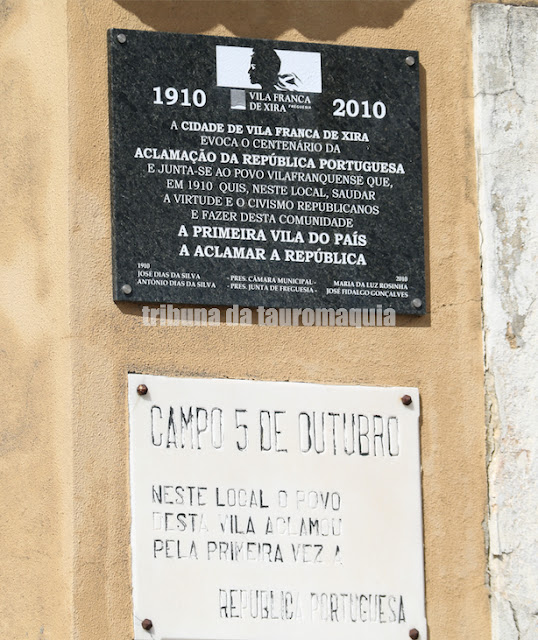 VILA FRANCA
DE XIRA FREGUESIA
1910 2010
A CIDADE DE VILA FRANCA DE XIRA
EVOCA O CENTENÁRIO DA
ACLAMAÇÃO DA REPÚBLICA PORTUGUESA
E JUNTA-SE AO POVO VILAFRANQUENSE QUE,
EM 1910 QUIS, NESTE LOCAL, SAUDAR
A VIRTUDE E O CIVISMO REPUBLICANOS
E FAZER DESTA COMUNIDADE
A PRIMEIRA VILA DO PAÍS
A ACLAMAR A REPÚBLICA
1910 2010
JOSÉ DIAS DA SILVA - PRES. CÂMARA MUNICIPAL- MARIA DA LUZ ROSINHA
ANTÓNIO DIAS DA SILVA - PRES. JUNTA DE FREGUESIA - JOSÉ FIDALGO GONÇALVES
tribuna da tauromaquia
CAMPO 5 DE OUTUBRO
NESTE LOCAL O POVO
DESTA VILA ACLAMOU
PELA PRIMEIRA VEZ A
REPUBLICA PORTUGUESA